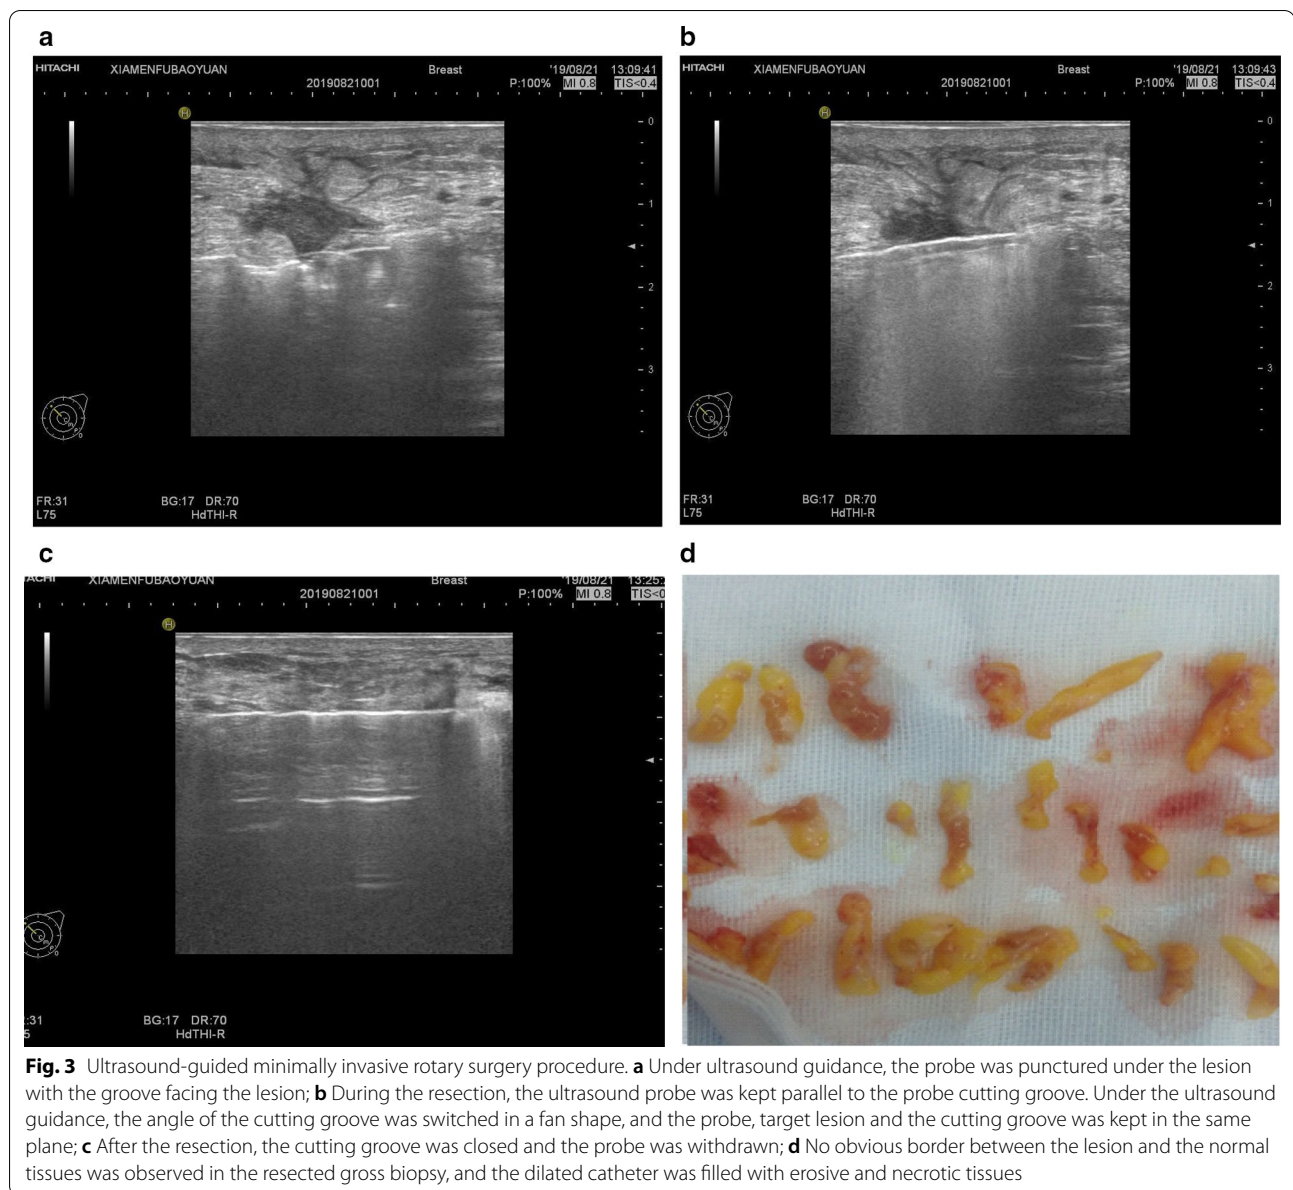 a
HITACHI XIAMENFUBAOYUAN Breast '19/08/21 13:09:41
20190821001 P:100% MI 0.8 TIS<0.4
H
0
1
2
3
FR:31 BG:17 DR:70
L75 HdTHI-R
b
HITACHI XIAMENFUBAOYUAN Breast '19/08/21 13:09:43
20190821001 P:100% MI 0.8 TIS<0.4
H
0
1
2
3
FR:31 BG:17 DR:70
L75 HdTHI-R
c
ACHI XIAMENFUBAOYUAN Breast '19/08/21 13:25:
20190821001 P:100% MI 0.8 TIS<0
H
:31 BG:17 DR:70
5 HdTHI-R
d
Fig. 3 Ultrasound-guided minimally invasive rotary surgery procedure. a Under ultrasound guidance, the probe was punctured under the lesion
with the groove facing the lesion; b During the resection, the ultrasound probe was kept parallel to the probe cutting groove. Under the ultrasound
guidance, the angle of the cutting groove was switched in a fan shape, and the probe, target lesion and the cutting groove was kept in the same
plane; c After the resection, the cutting groove was closed and the probe was withdrawn; d No obvious border between the lesion and the normal
tissues was observed in the resected gross biopsy, and the dilated catheter was filled with erosive and necrotic tissues